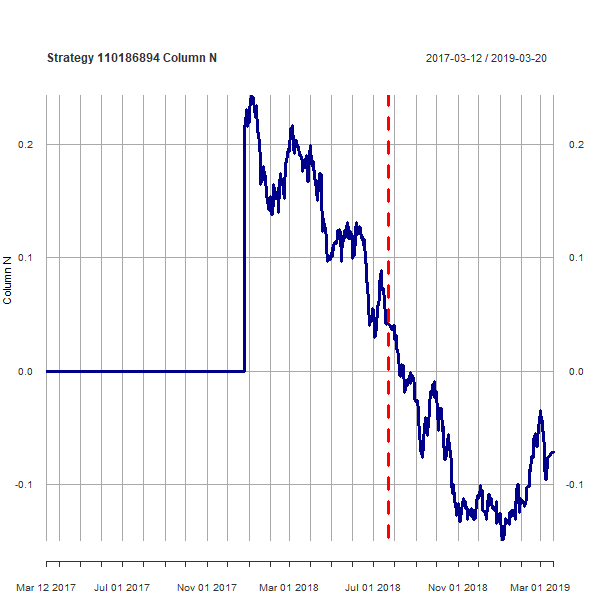 Strategy 110186894 Column N
2017-03-12 / 2019-03-20
0.2 0.2
0.1 0.1
Column N
0.0 0.0
-0.1 -0.1
Mar 12 2017 Jul 01 2017 Nov 01 2017 Mar 01 2018 Jul 01 2018 Nov 01 2018 Mar 01 2019